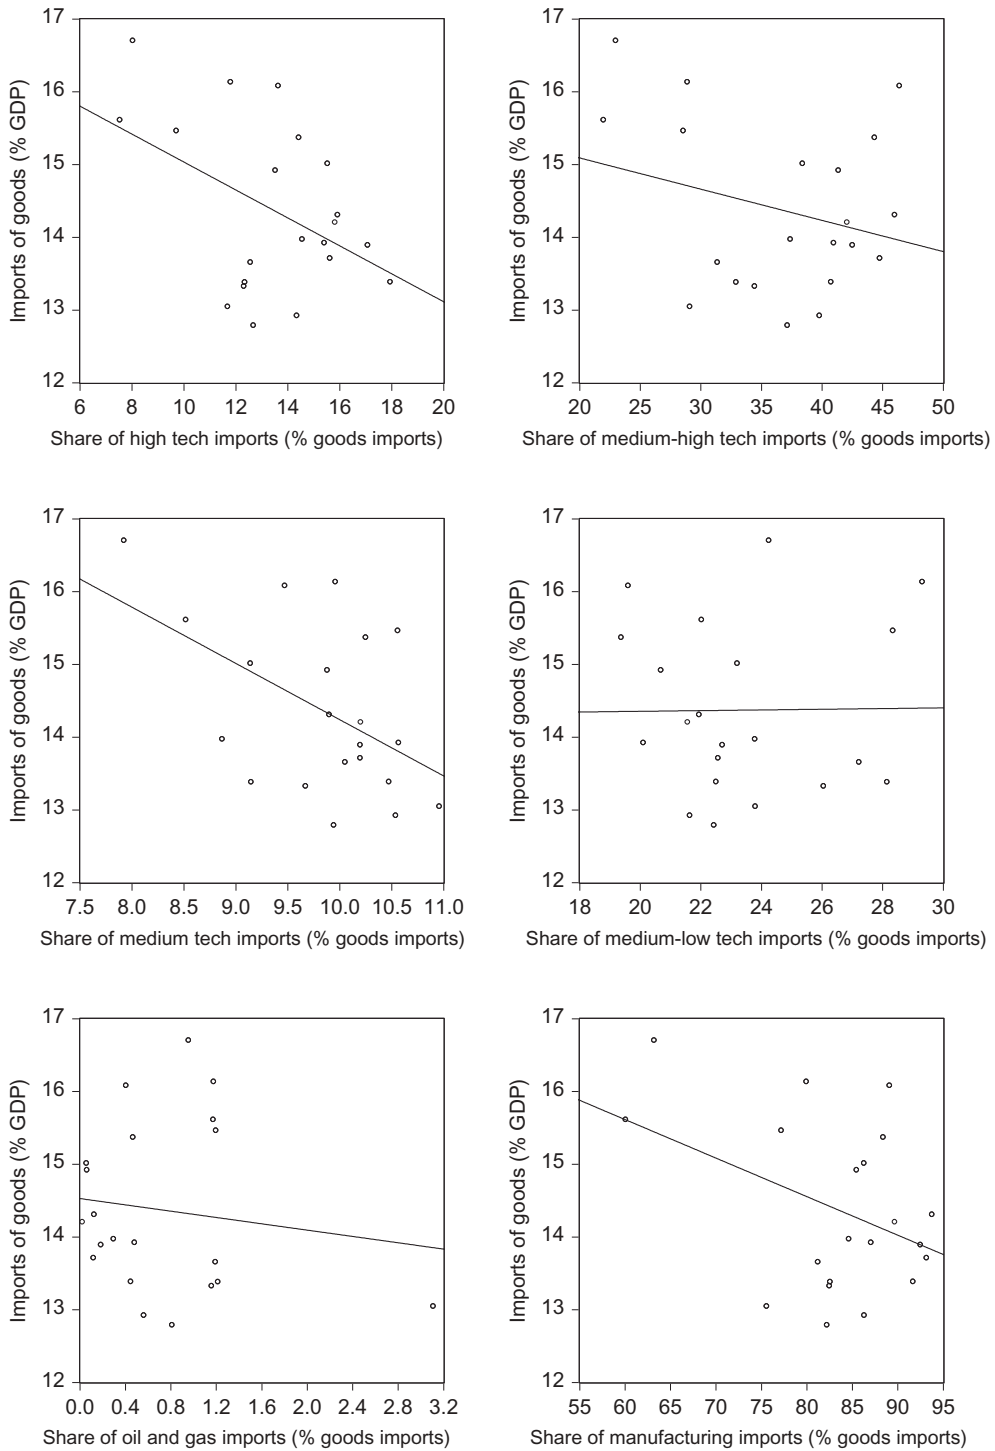 17
16
15
14
13
12
Imports of goods (% GDP)
6 8 10 12 14 16 18 20
Share of high tech imports (% goods imports)
17
16
15
14
13
12
Imports of goods (% GDP)
20 25 30 35 40 45 50
Share of medium-high tech imports (% goods imports)
17
16
15
14
13
12
Imports of goods (% GDP)
7.5 8.0 8.5 9.0 9.5 10.0 10.5 11.0
Share of medium tech imports (% goods imports)
17
16
15
14
13
12
Imports of goods (% GDP)
18 20 22 24 26 28 30
Share of medium-low tech imports (% goods imports)
17
16
15
14
13
12
Imports of goods (% GDP)
0.0 0.4 0.8 1.2 1.6 2.0 2.4 2.8 3.2
Share of oil and gas imports (% goods imports)
17
16
15
14
13
12
Imports of goods (% GDP)
55 60 65 70 75 80 85 90 95
Share of manufacturing imports (% goods imports)